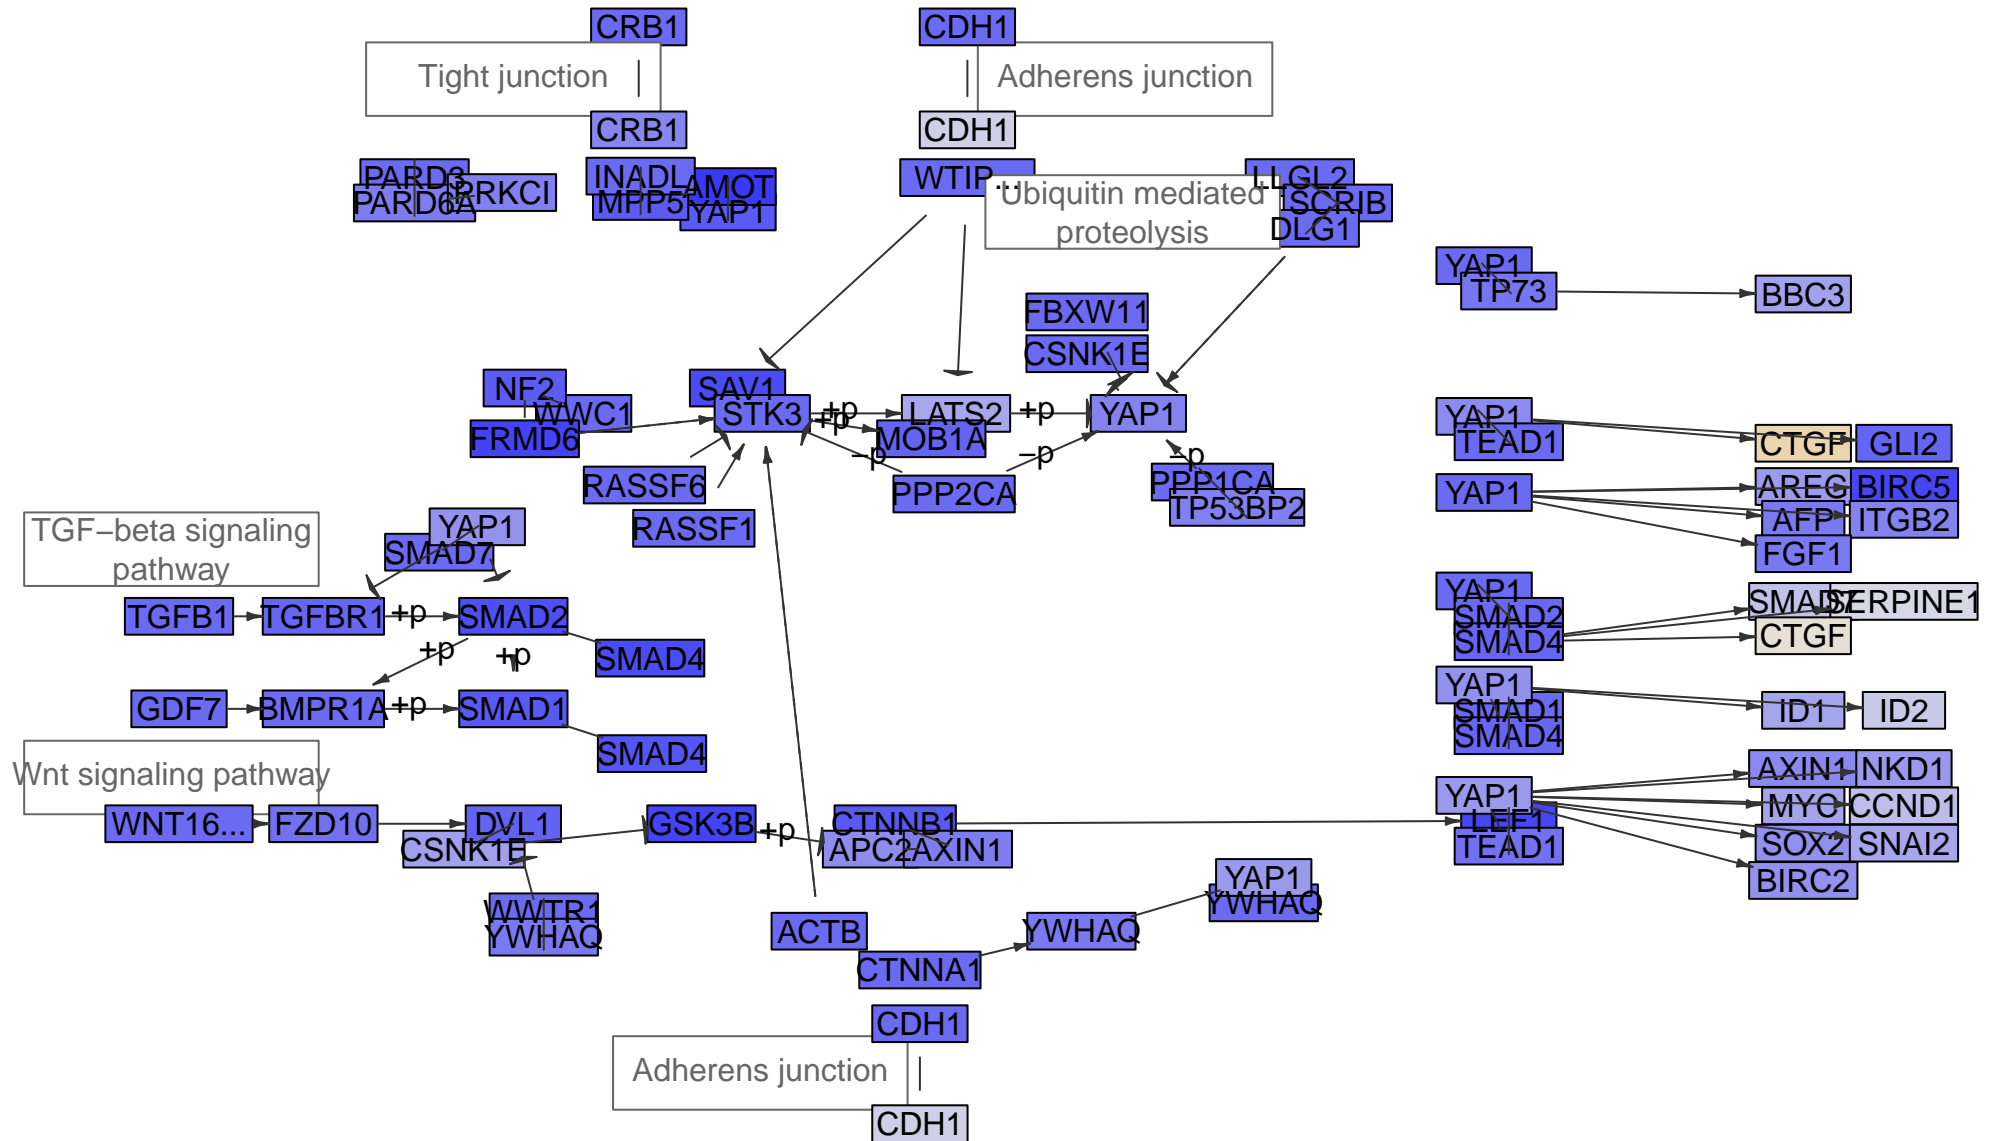 CRB1
CDH1
Tight junction
Adherens junction
CRB1
CDH1
PARD3
PARD6A
PRKCI
INADL
MPP5
AMOT
YAP1
WTIP...
LLGL2
SCRIB
DLG1
Ubiquitin mediated
proteolysis
YAP1
TP73
BBC3
FBXW11
CSNK1E
NF2
WWC1
FRMD6
SAV1
STK3
+p
+p
LATS2
MOB1A
+p
YAP1
−p
−p
−p
RASSF6
RASSF1
PPP2CA
PPP1CA
TP53BP2
YAP1
TEAD1
CTGF
GLI2
YAP1
AREG
BIRC5
AFP
ITGB2
FGF1
TGF−beta signaling
pathway
YAP1
SMAD7
TGFB1
TGFBR1
+p
SMAD2
SMAD4
+p
+p
GDF7
BMPR1A
+p
SMAD1
SMAD4
YAP1
SMAD2
SMAD4
SMAD7
SERPINE1
CTGF
YAP1
SMAD1
SMAD4
ID1
ID2
Wnt signaling pathway
WNT16...
FZD10
DVL1
CSNK1E
GSK3B
+p
CTNNB1
APC2
AXIN1
YAP1
LEF1
TEAD1
AXIN1
NKD1
MYC
CCND1
SOX2
SNAI2
BIRC2
WWTR1
YWHAQ
ACTB
CTNNA1
YWHAQ
YAP1
YWHAQ
CDH1
Adherens junction
CDH1